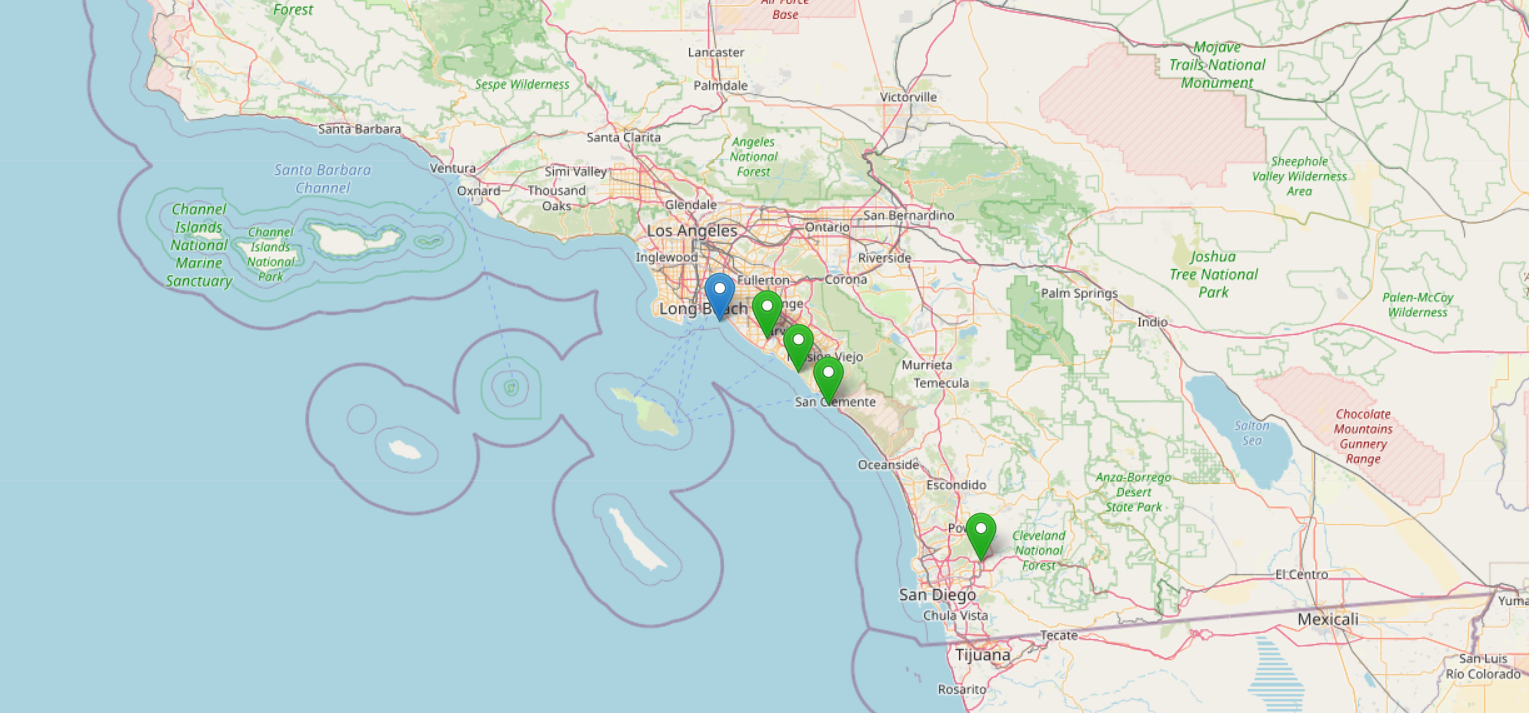 Forest
Air Force
Base
Lancaster
Mojave
Trails National
Monument
Sespe Wilderness
Palmdale
Victorville
Santa Barbara
Santa Clarita
Angeles
National
Forest
Santa Barbara
Channel
Ventura
Simi Valley
Sheephole
Valley Wilderness
Area
Oxnard
Thousand
Oaks
Glendale
San Bernardino
Channel
Islands
National
Marine
Sanctuary
Channel
Islands
National
Park
Los Angeles
Ontario
Inglewood
Riverside
Joshua
Tree National
Park
Fullerton
Corona
Palm Springs
Palen-McCoy
Wilderness
Long B ch
nge
Indio
Viejo
Murrieta
Temecula
San Clemente
Salton
Sea
Chocolate
Mountains
Gunnery
Range
Oceanside
Escondido
Anza-Borrego
Desert
State Park
Cleveland
National
Forest
El Centro
San Diego
Chula Vista
Yuma
Mexicali
Tecate
Tijuana
San Luis
Río Colorado
Rosarito